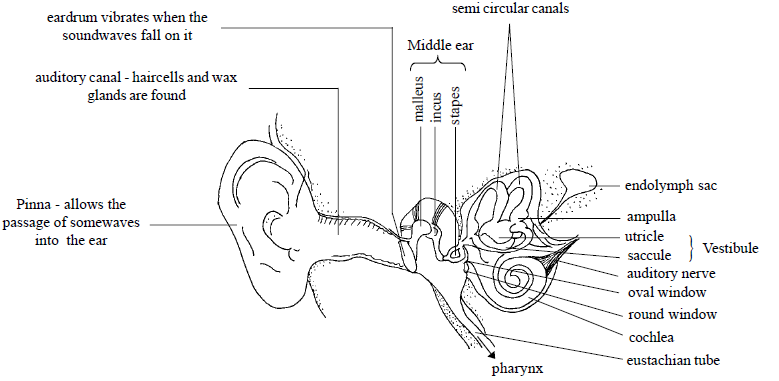 semi circular canals
eardrum vibrates when the
soundwaves fall on it
Middle ear
auditory canal - haircells and wax
glands are found
malleus
incus
stapes
Pinna - allows the
passage of somewaves
into the ear
endolymph sac
ampulla
utricle
saccule
Vestibule
auditory nerve
oval window
round window
cochlea
eustachian tube
pharynx